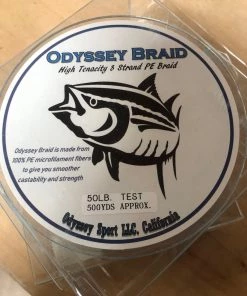 ODYSSEY BRAID
High Tenacity 8 Strand PE Braid
Odyssey Braid is made from
100% PE microfilament fibers
to give you smoother
castability and strength
50LB. TEST
500YDS APPROX.
Odyssey Sport LLC, California